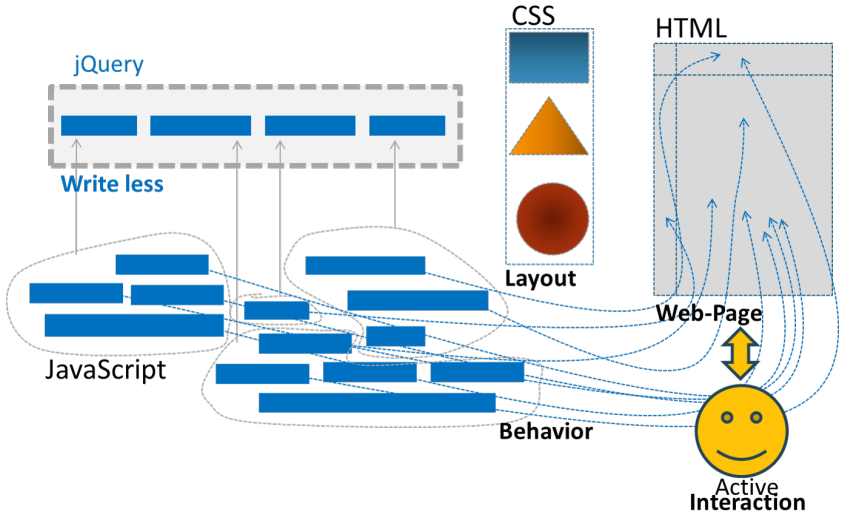 CSS
HTML
jQuery
Write less
Layout
Web-Page
JavaScript
Behavior
Active
Interaction